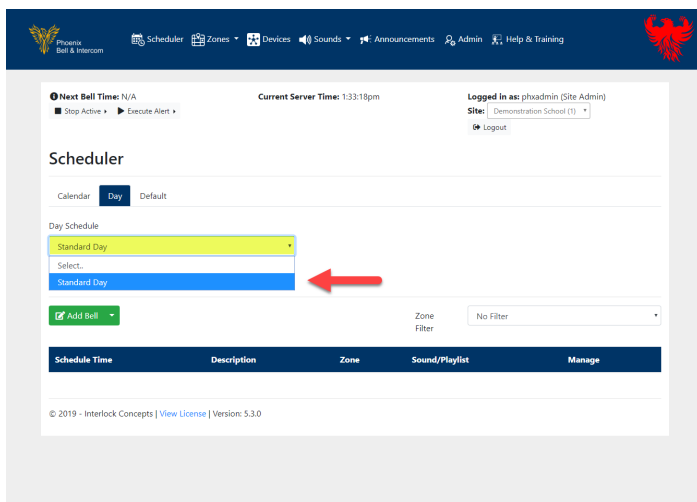 Phoenix
Bell & Intercom
Scheduler Zones Devices Sounds Announcements Admin Help & Training
Next Bell Time: N/A Current Server Time: 1:33:18pm Logged in as: phxadmin (Site Admin)
Stop Active Execute Alert Site: Demonstration School (1)
Logout
Scheduler
Calendar Day Default
Day Schedule
Standard Day
Select..
Standard Day
Add Bell Zone Filter No Filter
Schedule Time Description Zone Sound/Playlist Manage
© 2019 - Interlock Concepts | View License | Version: 5.3.0